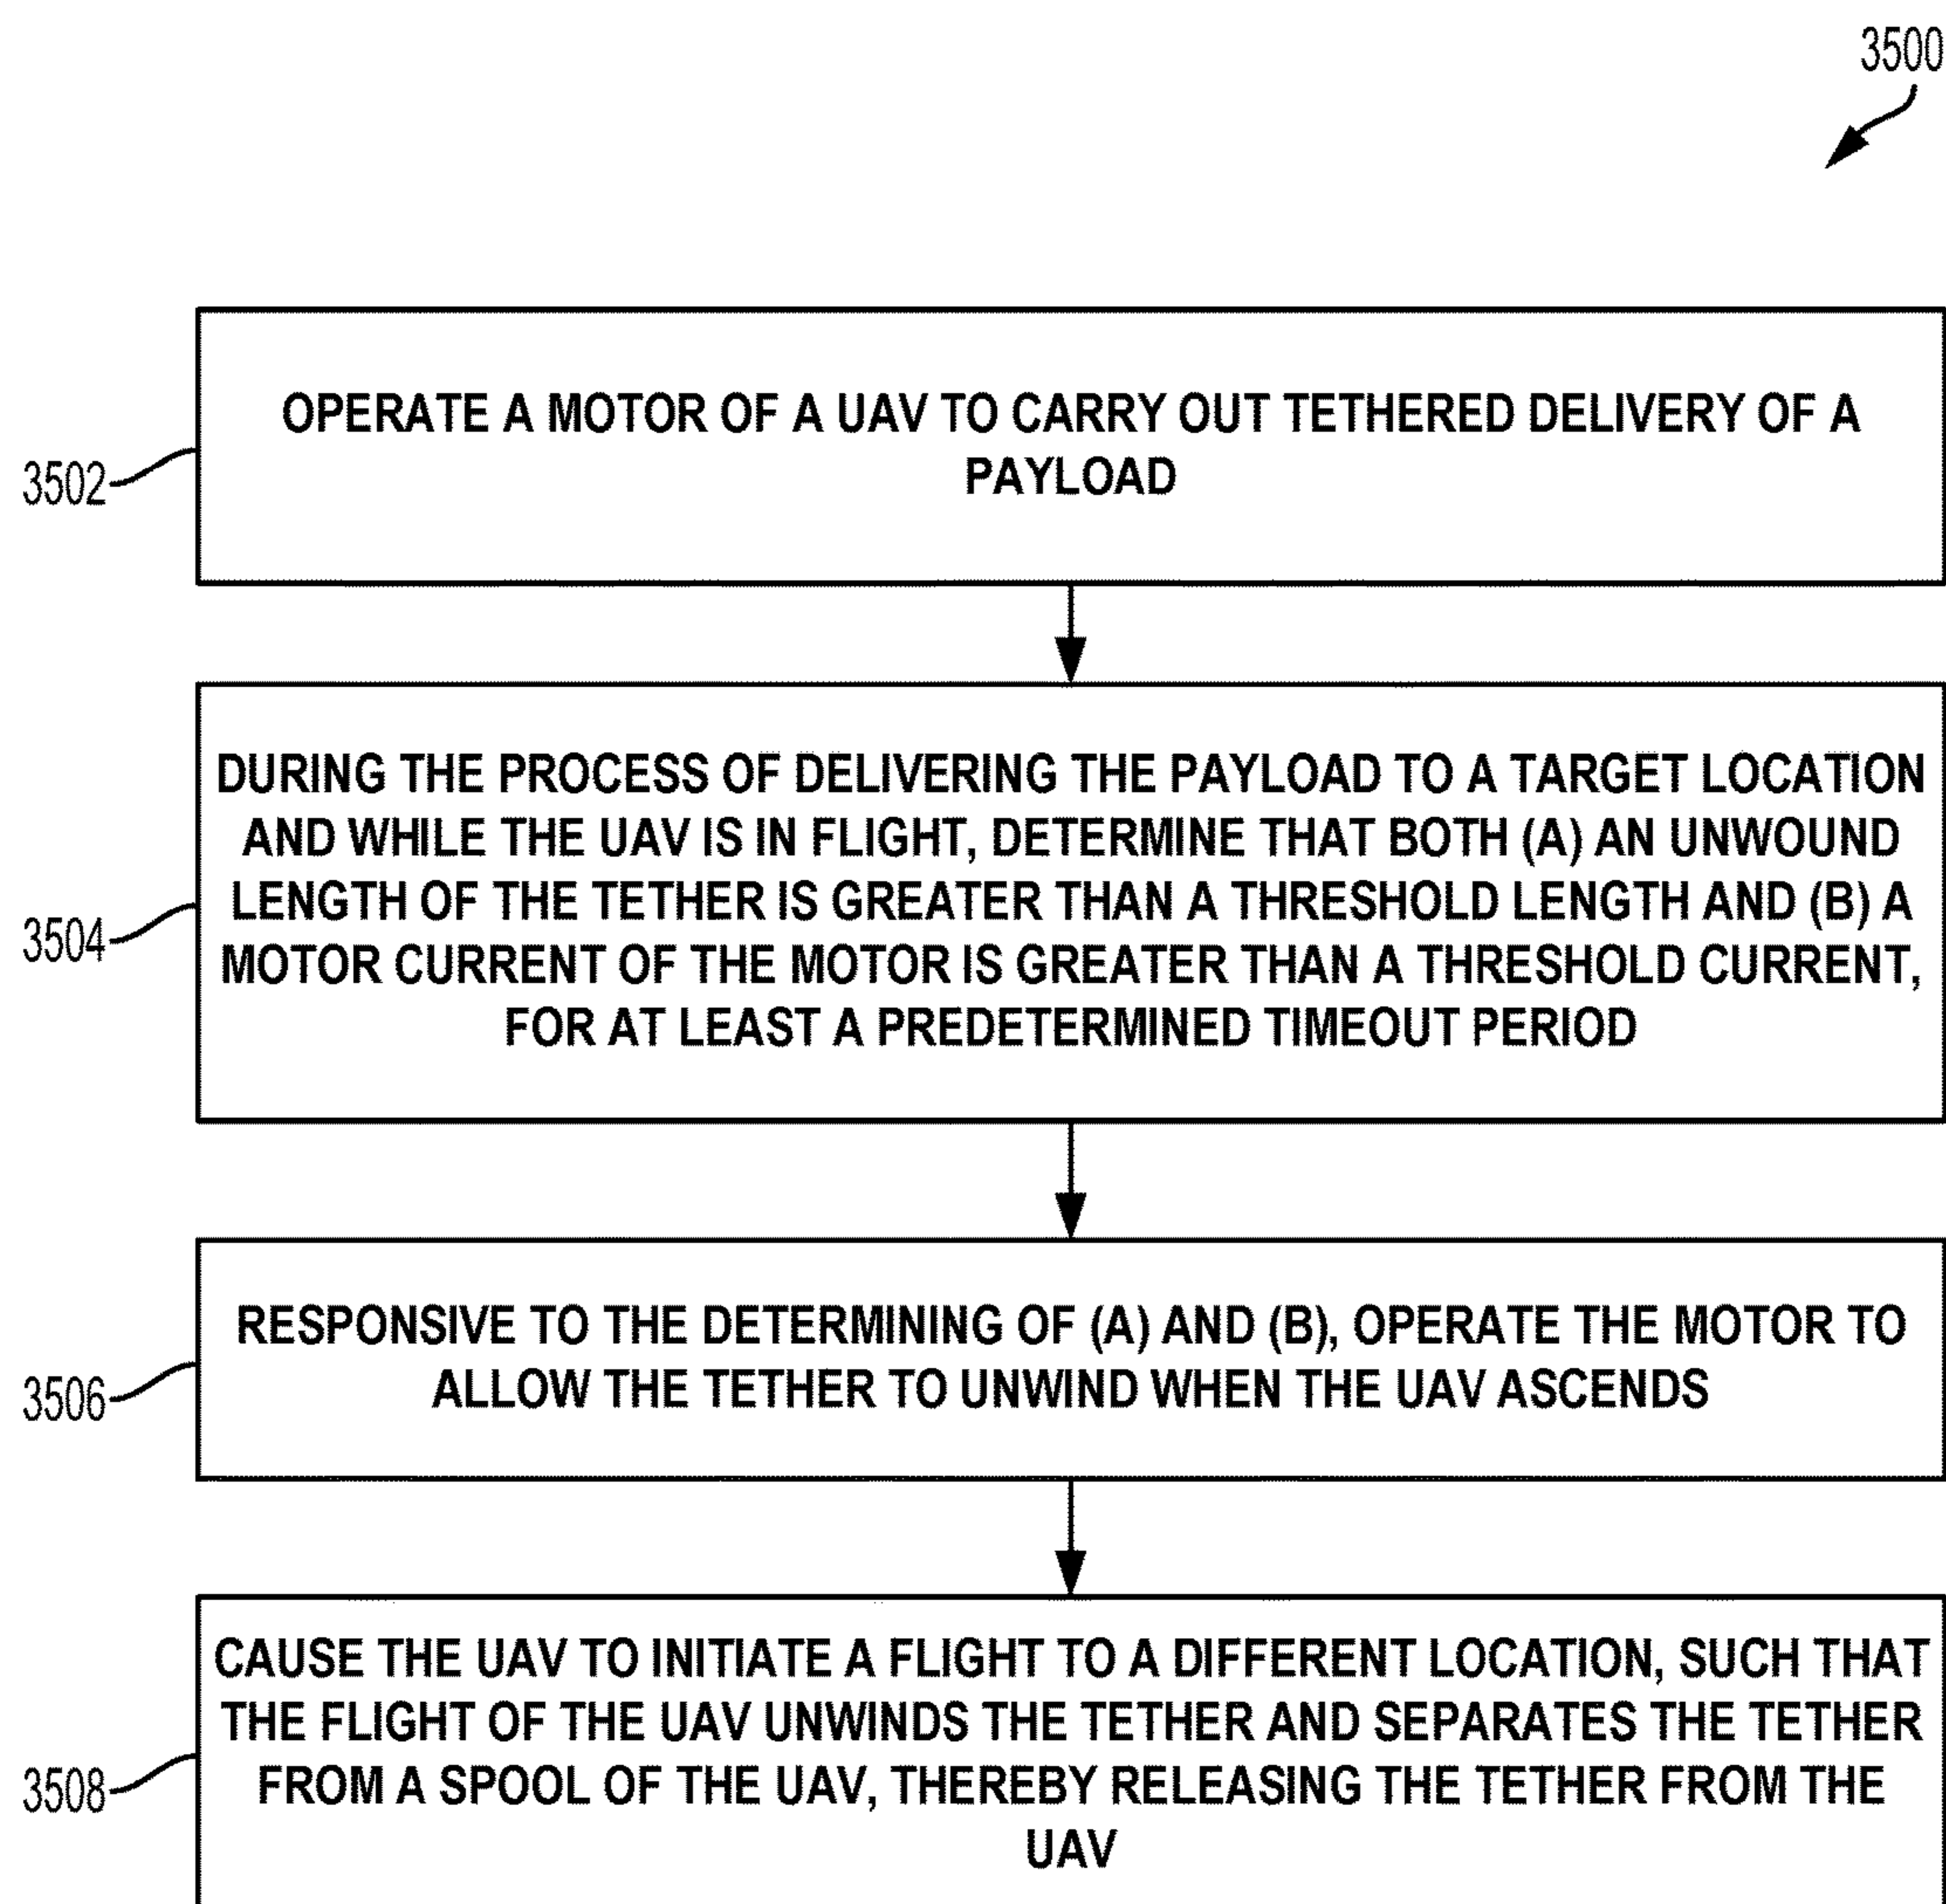 3500
OPERATE A MOTOR OF A UAV TO CARRY OUT TETHERED DELIVERY OF A
PAYLOAD
3502
DURING THE PROCESS OF DELIVERING THE PAYLOAD TO A TARGET LOCATION
AND WHILE THE UAV IS IN FLIGHT, DETERMINE THAT BOTH (A) AN UNWOUND
LENGTH OF THE TETHER IS GREATER THAN A THRESHOLD LENGTH AND (B) A
MOTOR CURRENT OF THE MOTOR IS GREATER THAN A THRESHOLD CURRENT,
FOR AT LEAST A PREDETERMINED TIMEOUT PERIOD
3504
RESPONSIVE TO THE DETERMINING OF (A) AND (B), OPERATE THE MOTOR TO
ALLOW THE TETHER TO UNWIND WHEN THE UAV ASCENDS
3506
CAUSE THE UAV TO INITIATE A FLIGHT TO A DIFFERENT LOCATION, SUCH THAT
THE FLIGHT OF THE UAV UNWINDS THE TETHER AND SEPARATES THE TETHER
FROM A SPOOL OF THE UAV, THEREBY RELEASING THE TETHER FROM THE
UAV
3508